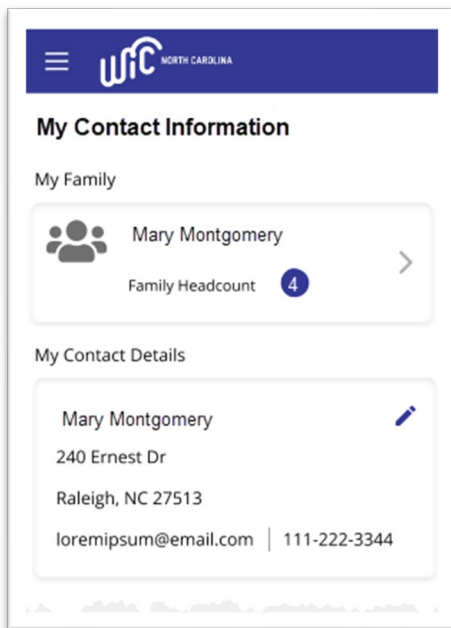 WIC NORTH CAROLINA
My Contact Information
My Family
Mary Montgomery
Family Headcount 4
My Contact Details
Mary Montgomery
240 Ernest Dr
Raleigh, NC 27513
loremipsum@email.com | 111-222-3344